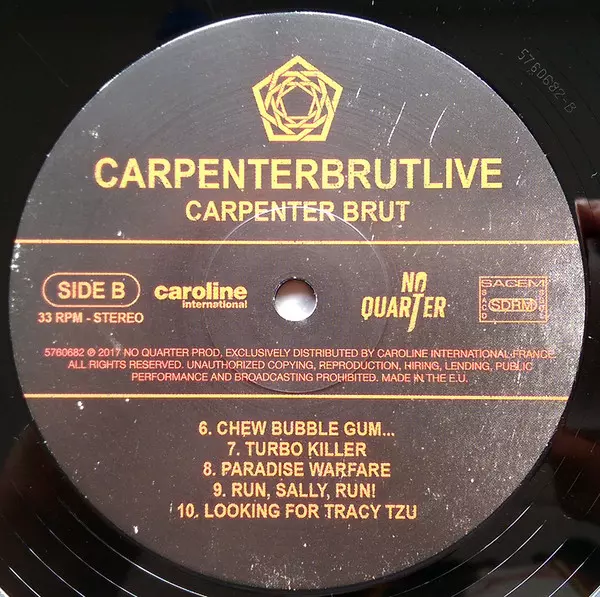 5760682-B
CARPENTERBRUTLIVE
CARPENTER BRUT
SIDE B
33 RPM - STEREO
caroline
international
NO
QUARTER
SACEM
SACD
SDRM
SGDL
5760682 ℗ 2017 NO QUARTER PROD, EXCLUSIVELY DISTRIBUTED BY CAROLINE INTERNATIONAL-FRANCE.
ALL RIGHTS RESERVED. UNAUTHORIZED COPYING, REPRODUCTION, HIRING, LENDING, PUBLIC
PERFORMANCE AND BROADCASTING PROHIBITED. MADE IN THE E.U.
6. CHEW BUBBLE GUM...
7. TURBO KILLER
8. PARADISE WARFARE
9. RUN, SALLY, RUN!
10. LOOKING FOR TRACY TZU